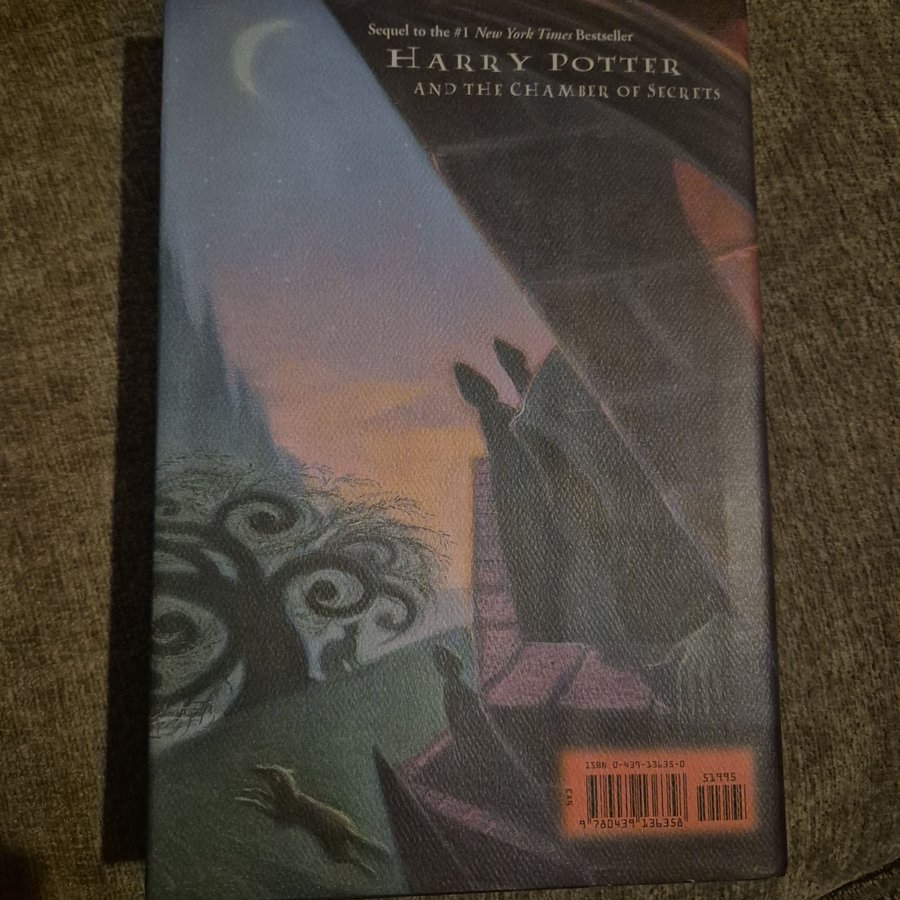 Sequel to the #1 New York Times Bestseller
HARRY POTTER
AND THE CHAMBER OF SECRETS
ISBN 0-439-13635-0
51995
EAN
9 780439 136358